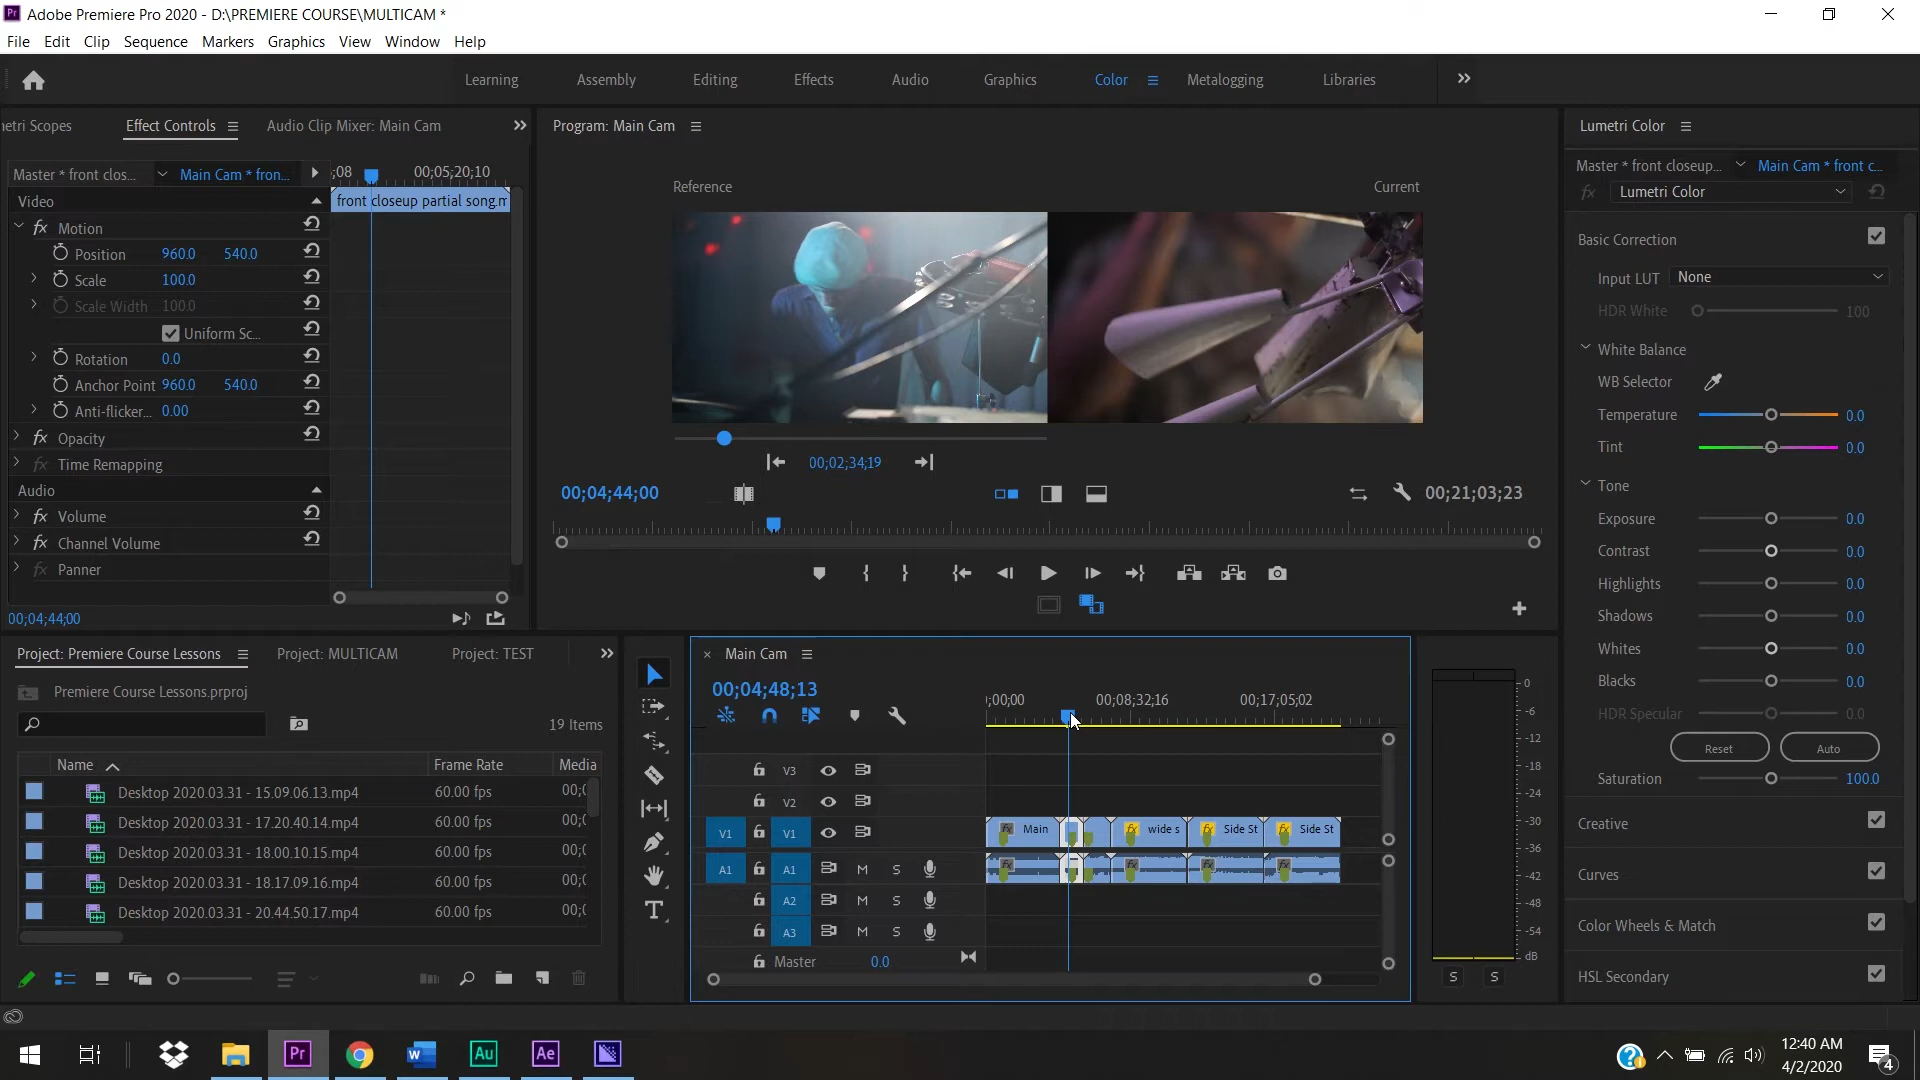 Adobe Premiere Pro 2020 - D:\PREMIERE COURSE\MULTICAM *
File Edit Clip Sequence Markers Graphics View Window Help
Learning Assembly Editing Effects Audio Graphics Color Metalogging Libraries
etri Scopes Effect Controls Audio Clip Mixer: Main Cam
Program: Main Cam
Lumetri Color
Master * front clos... Main Cam * fron... ;08 00;05;20;10
Video
front closeup partial song.m
Motion
Position 960.0 540.0
Scale 100.0
Scale Width 100.0
Uniform Sc...
Rotation 0.0
Anchor Point 960.0 540.0
Anti-flicker... 0.00
Opacity
Time Remapping
Audio
Volume
Channel Volume
Panner
00;04;44;00
Reference Current
00;02;34;19
00;04;44;00 00;21;03;23
Master * front closeup... Main Cam * front c...
fx Lumetri Color
Basic Correction
Input LUT None
HDR White 100
White Balance
WB Selector
Temperature 0.0
Tint 0.0
Tone
Exposure 0.0
Contrast 0.0
Highlights 0.0
Shadows 0.0
Whites 0.0
Blacks 0.0
HDR Specular 0.0
Reset Auto
Saturation 100.0
Creative
Curves
Color Wheels & Match
HSL Secondary
Project: Premiere Course Lessons Project: MULTICAM Project: TEST
Premiere Course Lessons.prproj
19 Items
Name Frame Rate Media
Desktop 2020.03.31 - 15.09.06.13.mp4 60.00 fps 00;
Desktop 2020.03.31 - 17.20.40.14.mp4 60.00 fps 00;
Desktop 2020.03.31 - 18.00.10.15.mp4 60.00 fps 00;
Desktop 2020.03.31 - 18.17.09.16.mp4 60.00 fps 00;
Desktop 2020.03.31 - 20.44.50.17.mp4 60.00 fps 00;
Main Cam
00;04;48;13
;00;00 00;08;32;16 00;17;05;02
V3
V2
V1 V1 fx Main fx wide s fx Side St fx Side St
A1 A1 M S
A2 M S
A3 M S
Master 0.0
0
-6
-12
-18
-24
-30
-36
-42
-48
-54
dB
S S
Pr W Au Ae
12:40 AM
4/2/2020
4